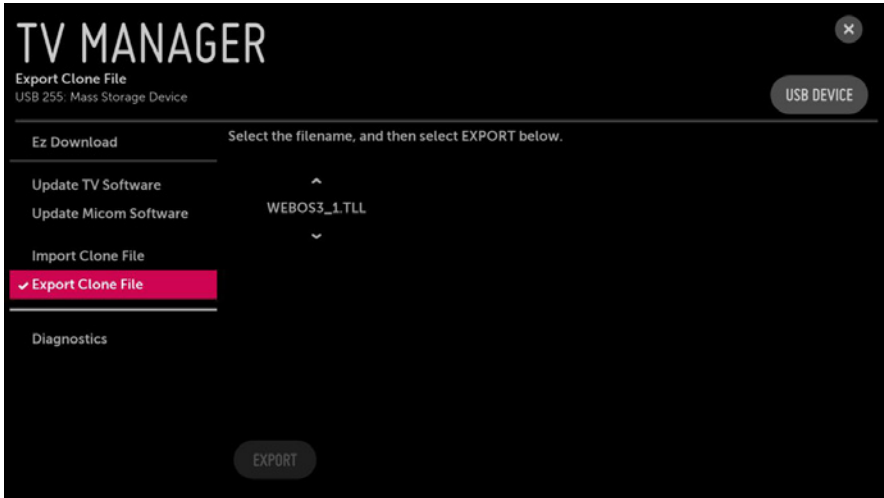 TV MANAGER
Export Clone File
USB 255: Mass Storage Device
USB DEVICE
Ez Download
Select the filename, and then select EXPORT below.
Update TV Software
Update Micom Software
WEBOS3_1.TLL
Import Clone File
Export Clone File
Diagnostics
EXPORT